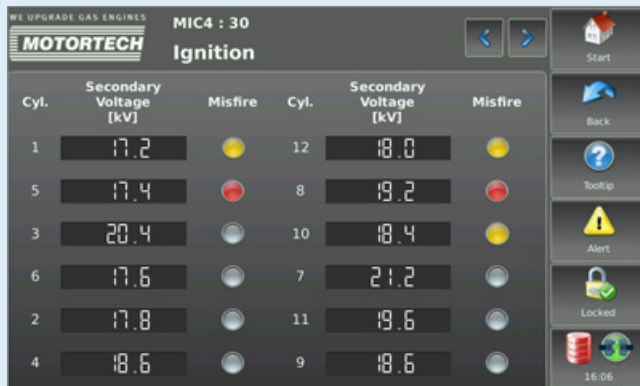 WE UPGRADE GAS ENGINES
MOTORTECH
MIC4 : 30
Ignition
Cyl. Secondary Voltage [kV] Misfire Cyl. Secondary Voltage [kV] Misfire
1 17.2 12 18.0
5 17.4 8 19.2
3 20.4 10 18.4
6 17.6 7 21.2
2 17.8 11 19.6
4 18.6 9 18.6
Start
Back
Tooltip
Alert
Locked
16:06